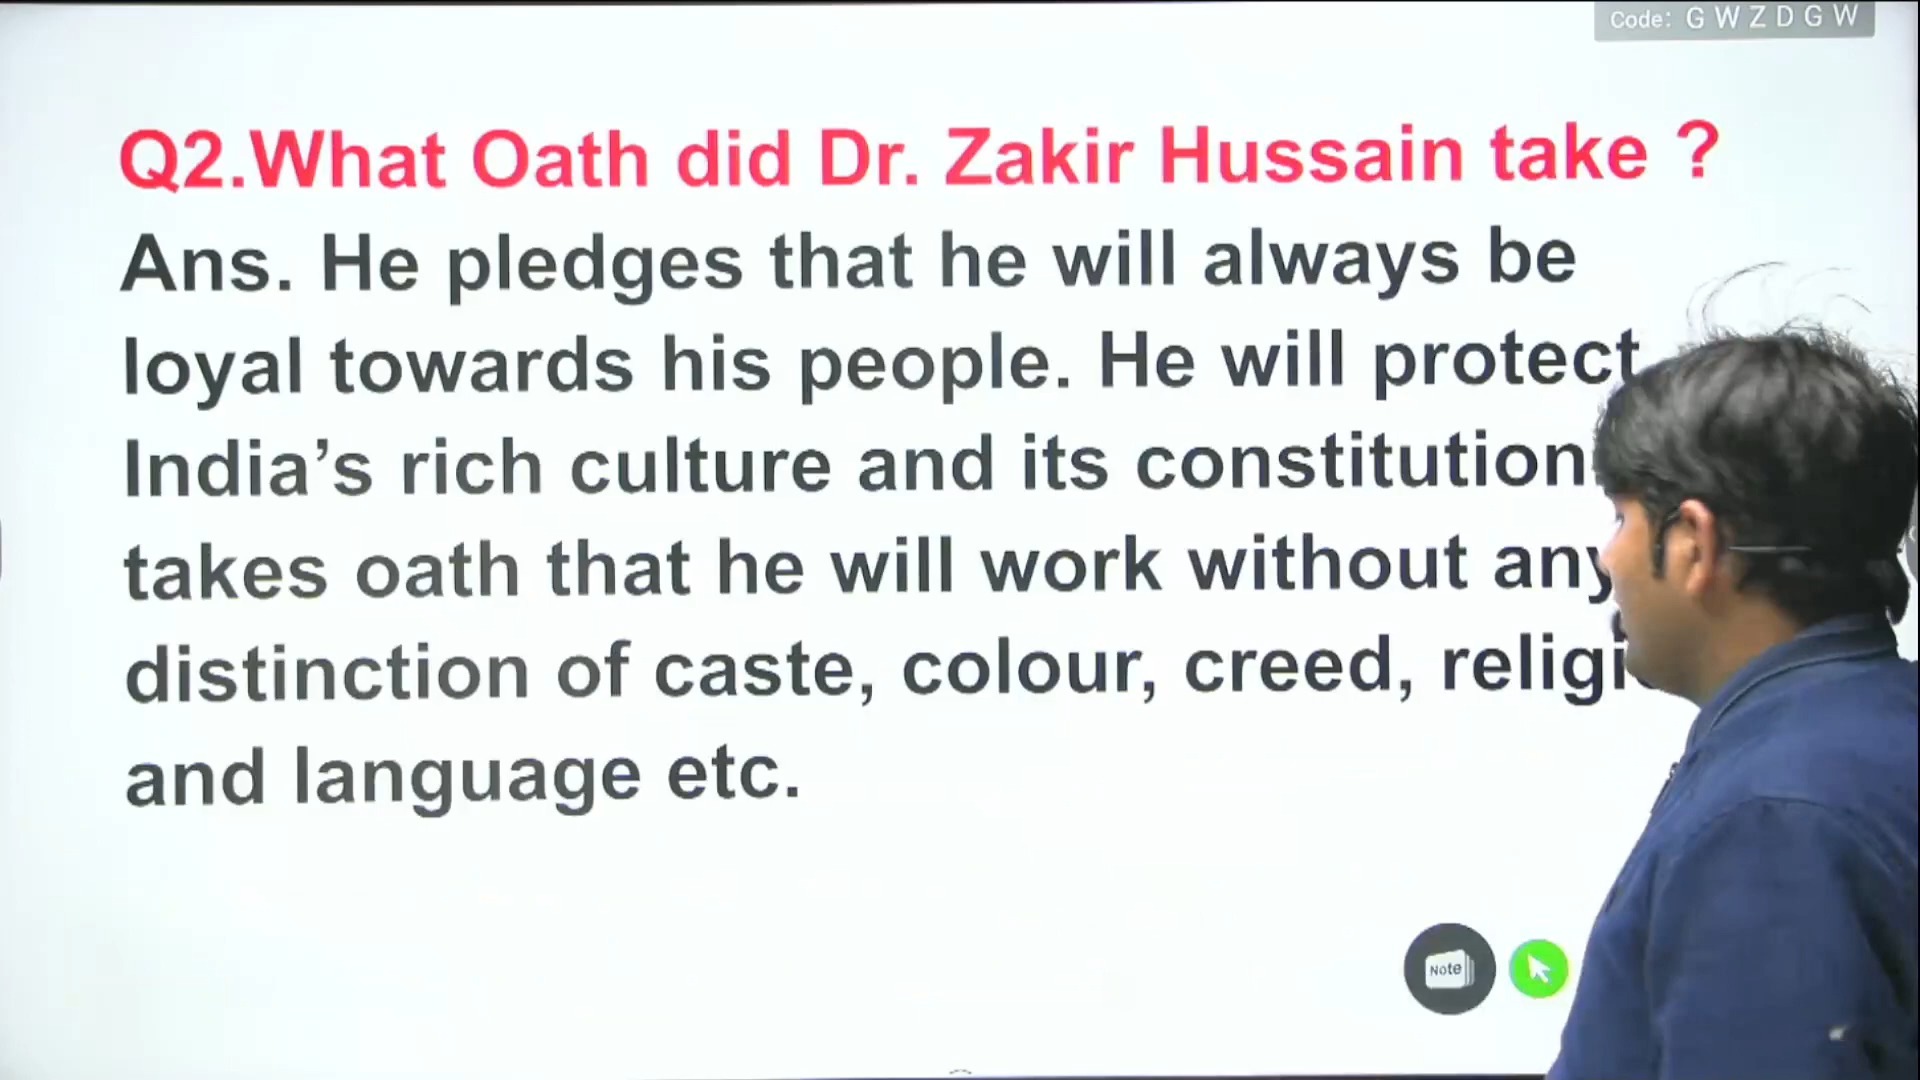 Code: GWZDGW
Q2.What Oath did Dr. Zakir Hussain take ?
Ans. He pledges that he will always be
loyal towards his people. He will protect
India’s rich culture and its constitution
takes oath that he will work without any
distinction of caste, colour, creed,
and language etc.
Note